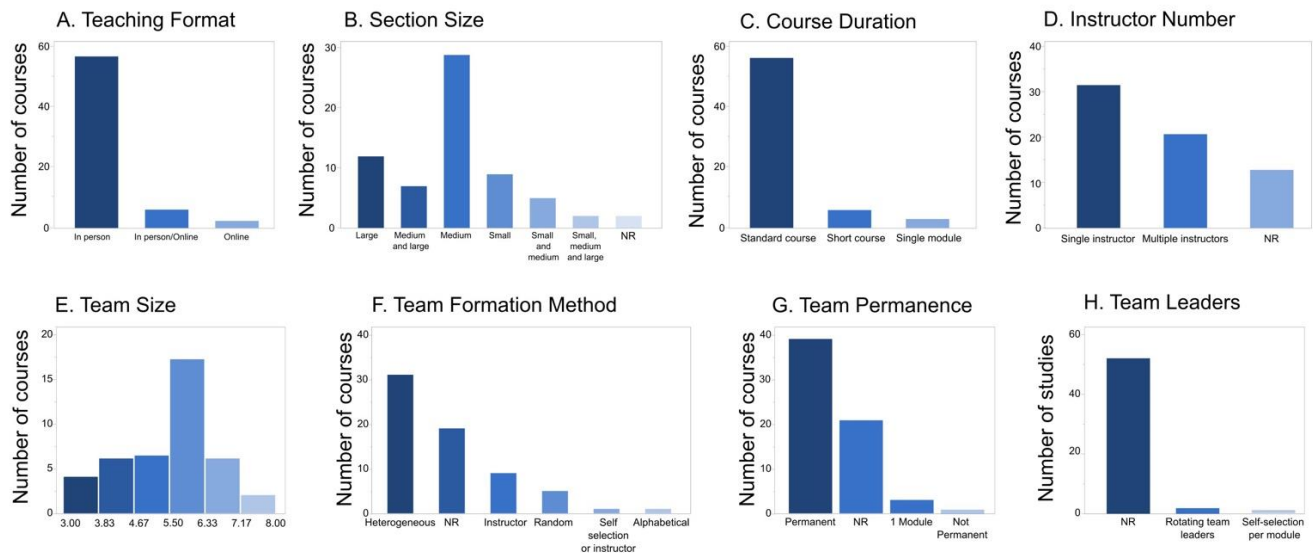 A. Teaching Format
Number of courses
60
40
20
0
In person
In person/Online
Online
B. Section Size
Number of courses
30
20
10
0
Large
Medium
and large
Medium
Small
Small
and
medium
Small,
medium
and large
NR
C. Course Duration
Number of courses
60
40
20
0
Standard course
Short course
Single module
D. Instructor Number
Number of courses
40
30
20
10
0
Single instructor
Multiple instructors
NR
E. Team Size
Number of courses
20
15
10
5
0
3.00
3.83
4.67
5.50
6.33
7.17
8.00
F. Team Formation Method
Number of courses
40
30
20
10
0
Heterogeneous
NR
Instructor
Random
Self
selection
or instructor
Alphabetical
G. Team Permanence
Number of courses
40
30
20
10
0
Permanent
NR
1 Module
Not
Permanent
H. Team Leaders
Number of studies
60
40
20
0
NR
Rotating team
leaders
Self-selection
per module